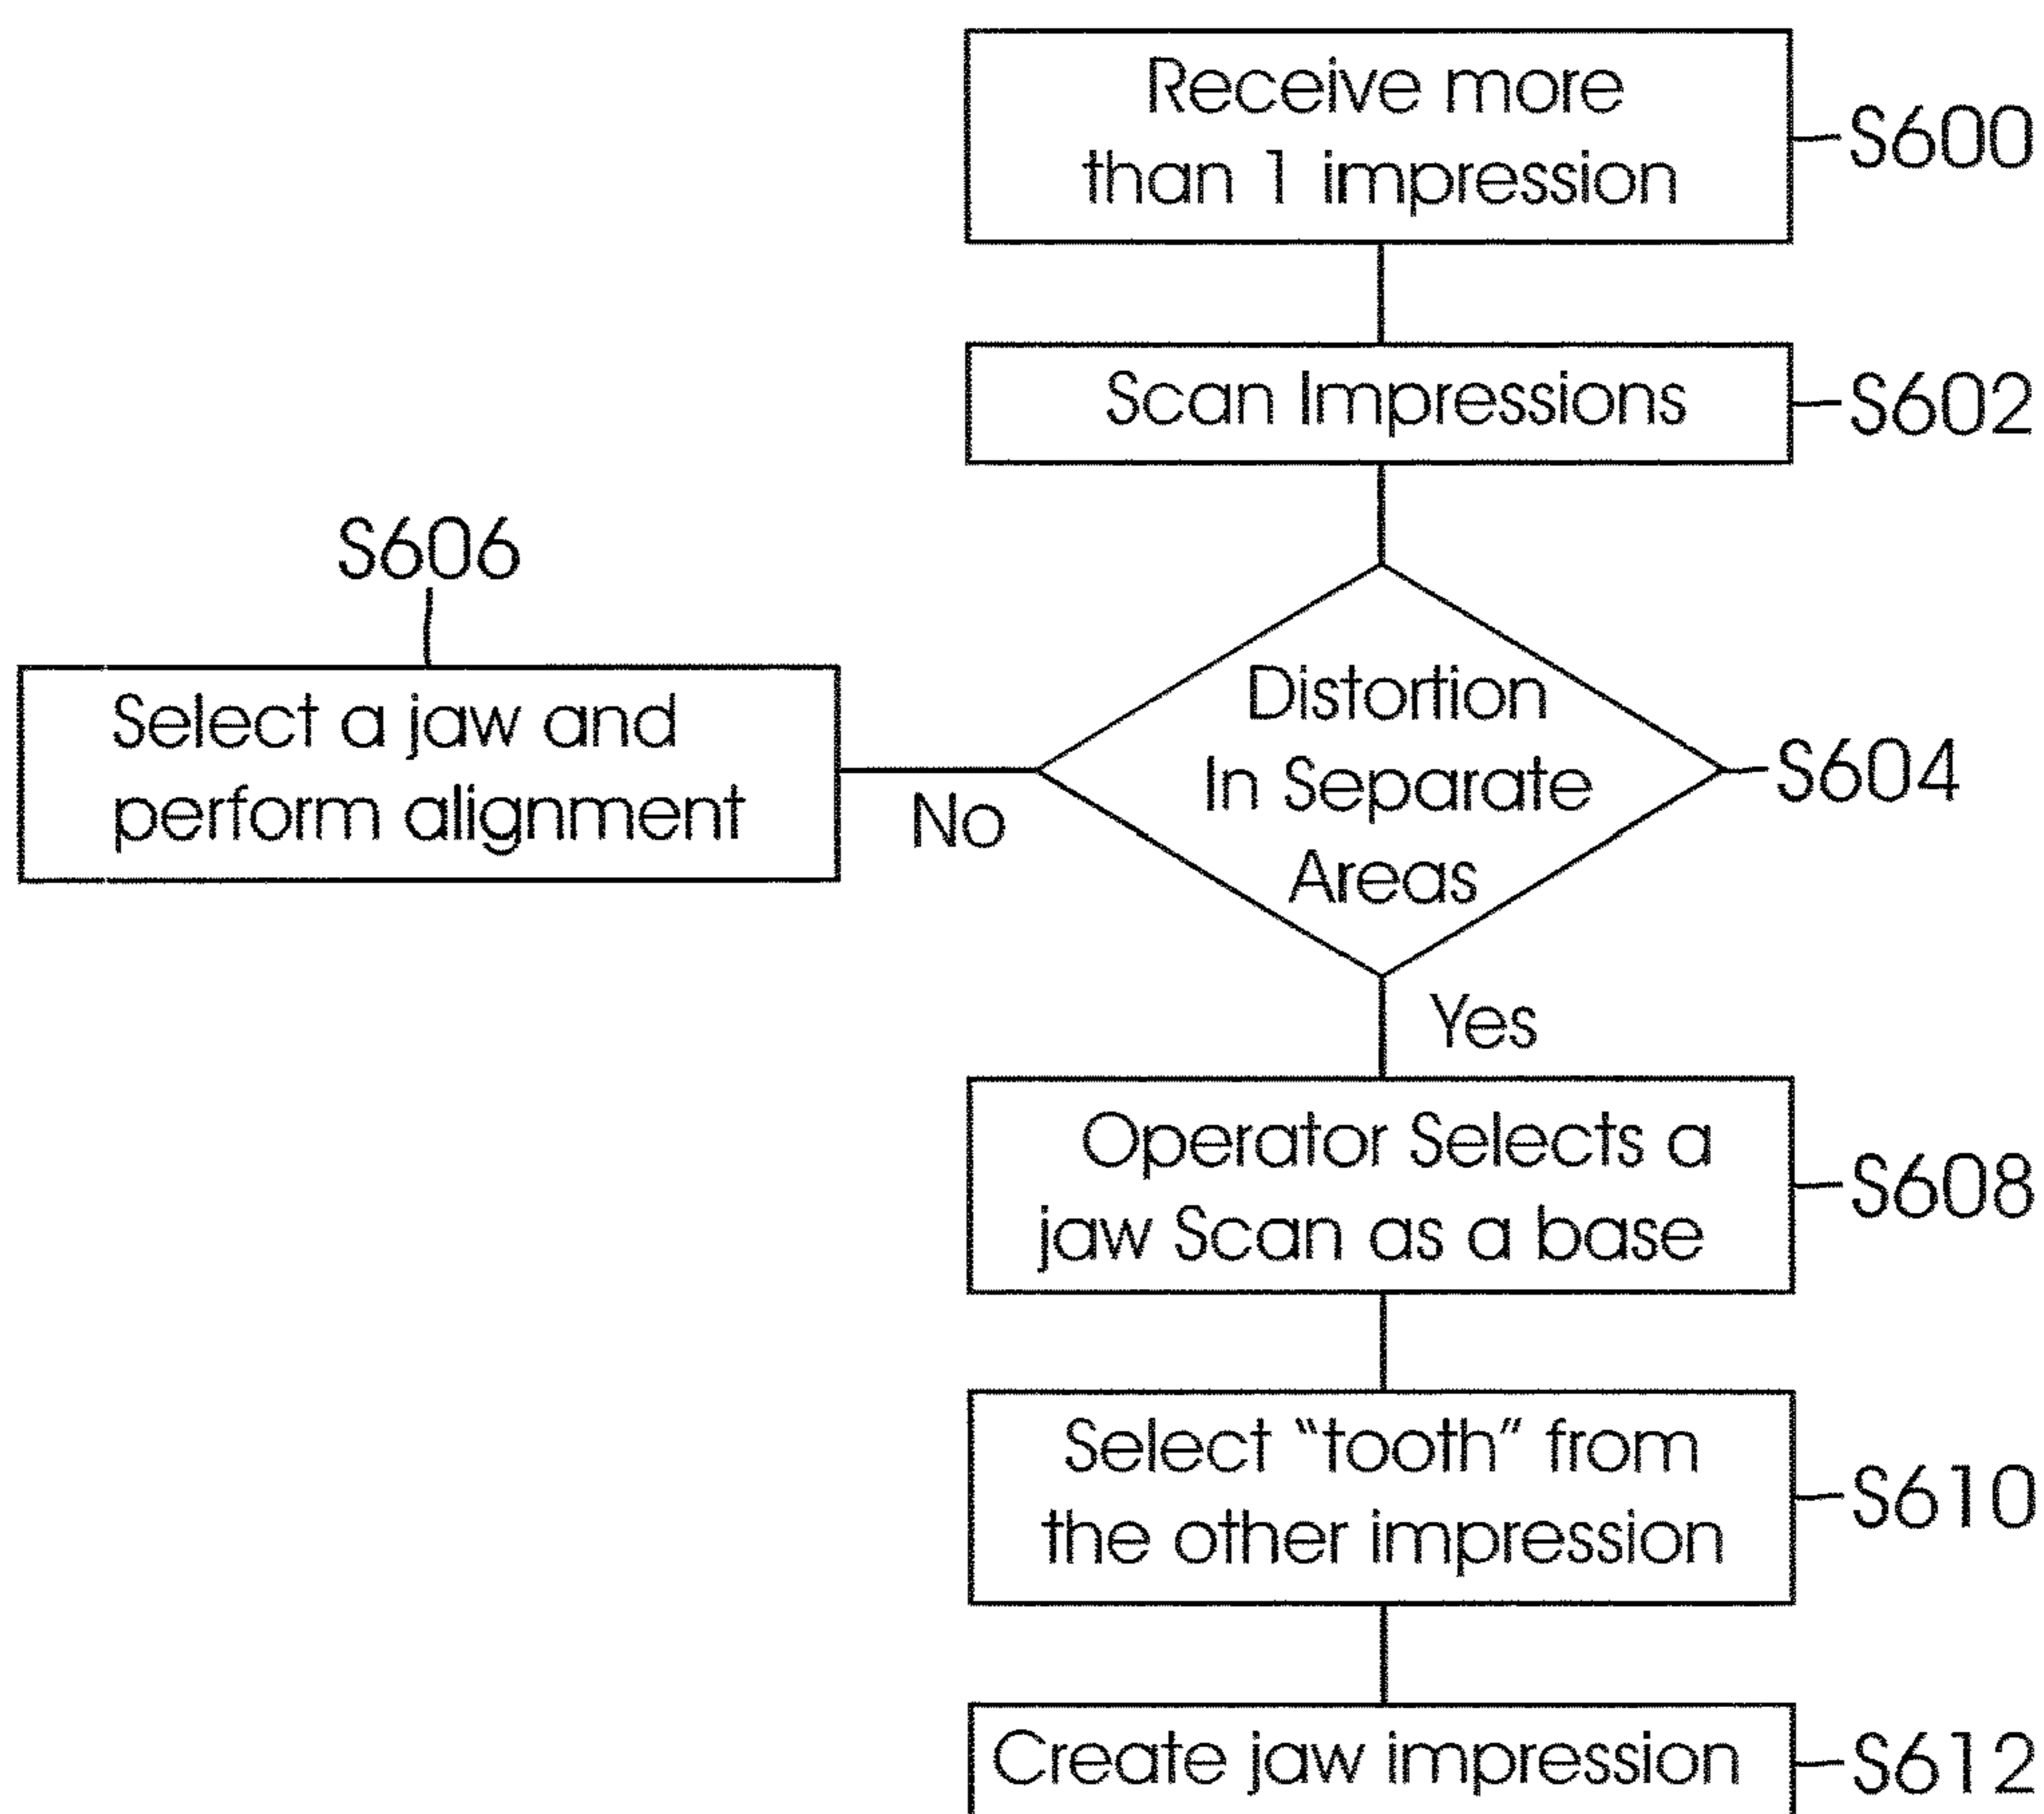 Receive more
than 1 impression
S600
Scan Impressions
S602
Distortion
In Separate
Areas
S604
No
S606
Select a jaw and
perform alignment
Yes
Operator Selects a
jaw Scan as a base
S608
Select “tooth” from
the other impression
S610
Create jaw impression
S612